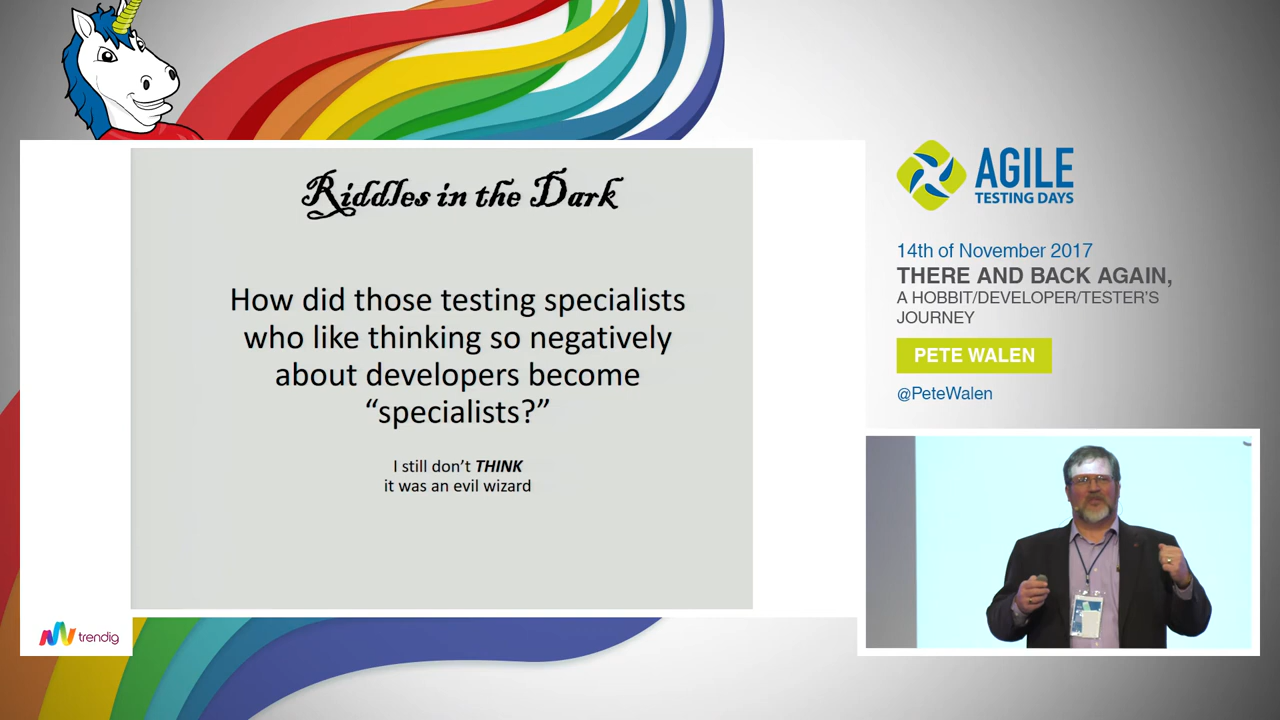 Riddles in the Dark
How did those testing specialists
who like thinking so negatively
about developers become
“specialists?”
I still don’t THINK
it was an evil wizard
trendig
AGILE
TESTING DAYS
14th of November 2017
THERE AND BACK AGAIN,
A HOBBIT/DEVELOPER/TESTER'S
JOURNEY
PETE WALEN
@PeteWalen